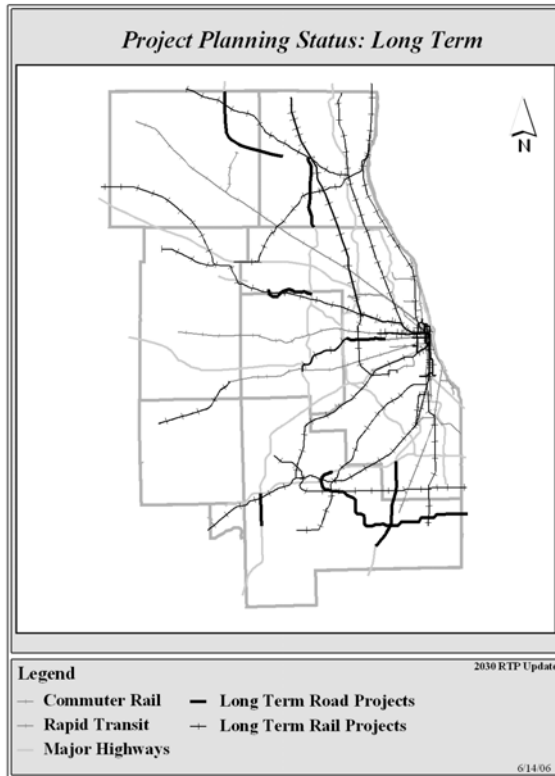 Project Planning Status: Long Term
N
Legend
2030 RTP Update
Commuter Rail
Long Term Road Projects
Rapid Transit
Long Term Rail Projects
Major Highways
6/14/06